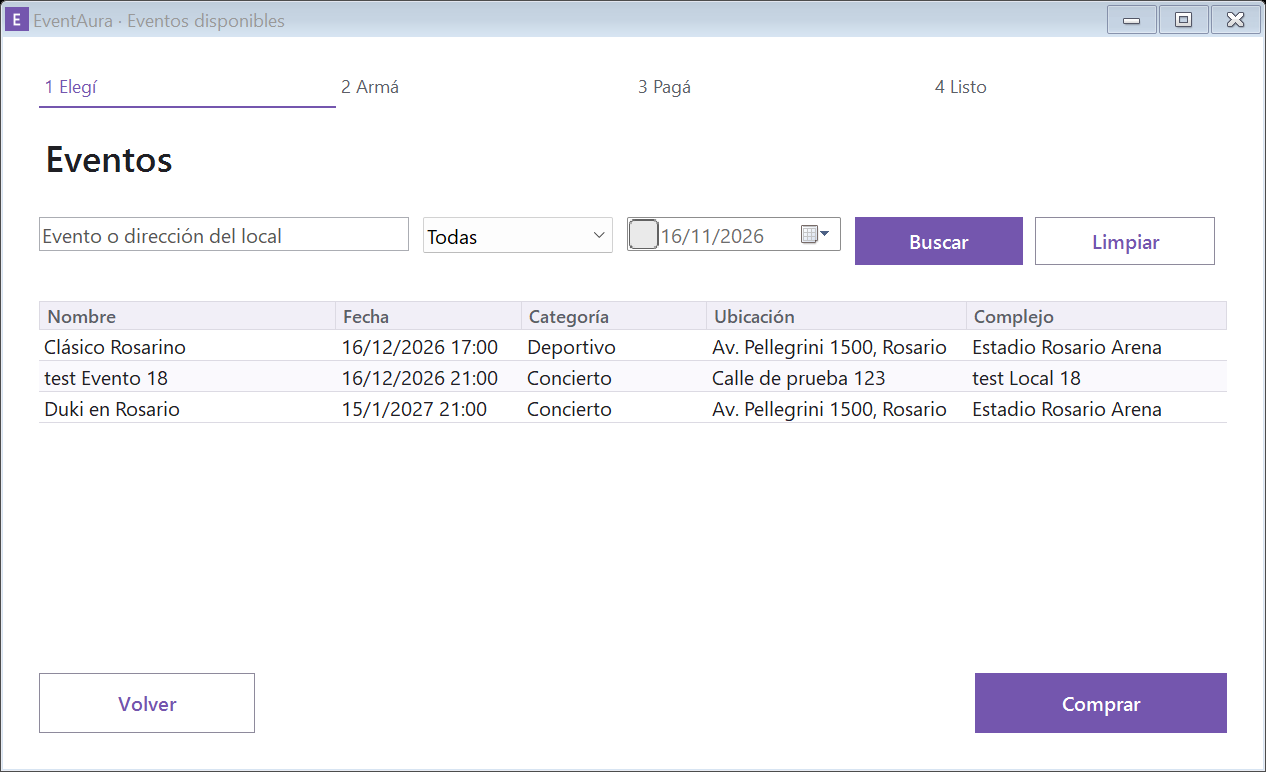 E EventAura · Eventos disponibles
1 Elegí 2 Armá 3 Pagá 4 Listo
Eventos
Evento o dirección del local Todas 16/11/2026 Buscar Limpiar
Nombre Fecha Categoría Ubicación Complejo
Clásico Rosarino 16/12/2026 17:00 Deportivo Av. Pellegrini 1500, Rosario Estadio Rosario Arena
test Evento 18 16/12/2026 21:00 Concierto Calle de prueba 123 test Local 18
Duki en Rosario 15/1/2027 21:00 Concierto Av. Pellegrini 1500, Rosario Estadio Rosario Arena
Volver Comprar